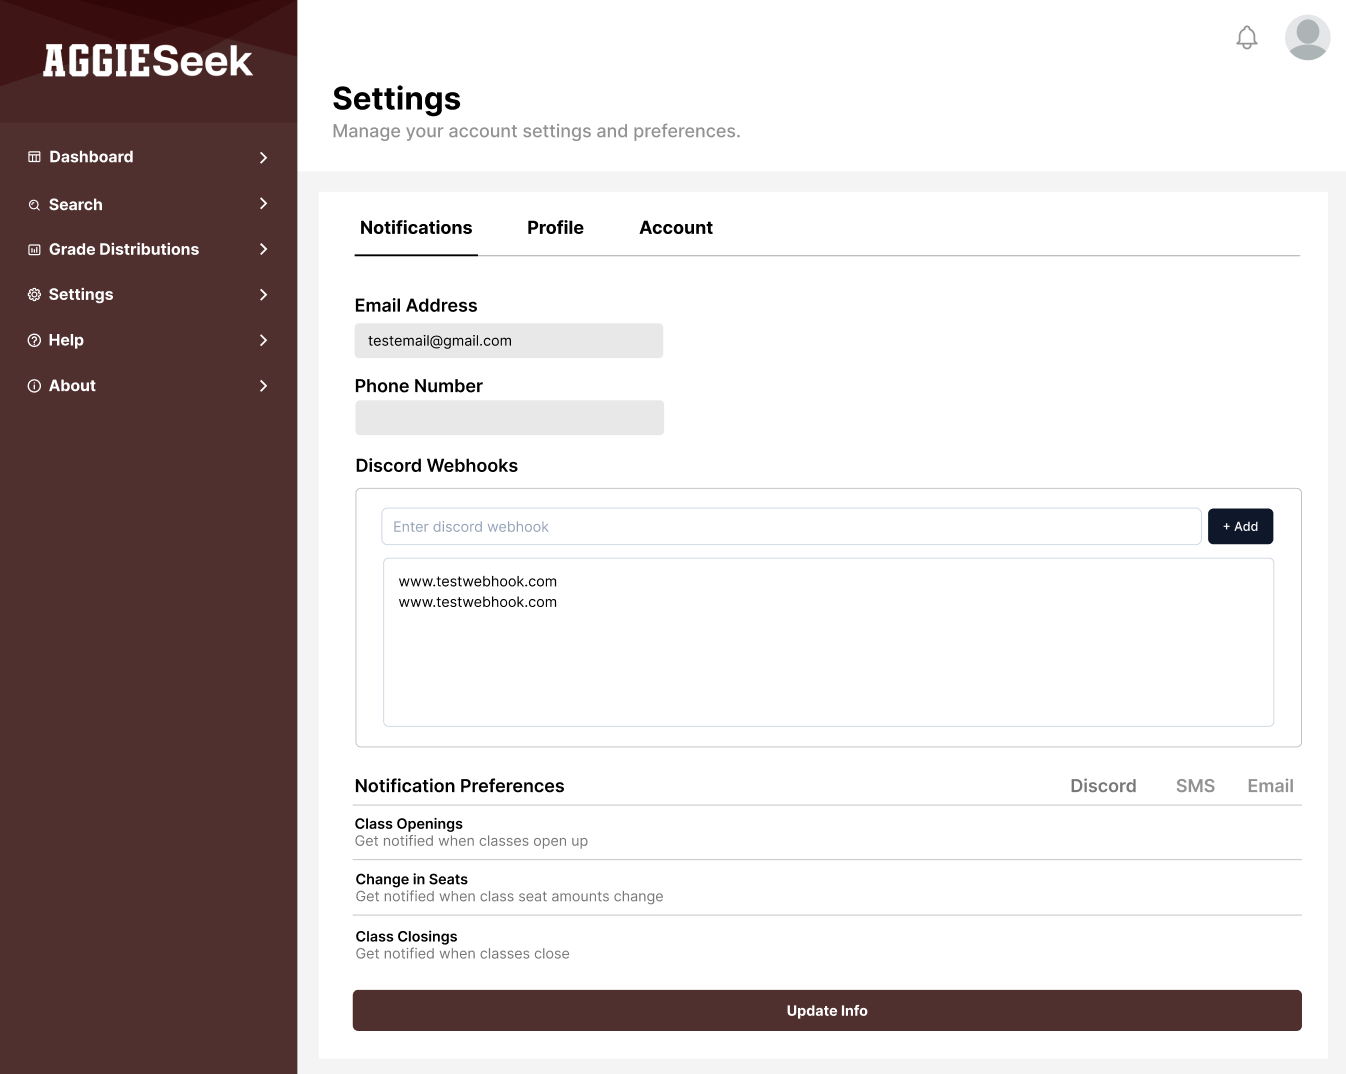 AGGIESeek
Dashboard
Search
Grade Distributions
Settings
Help
About
Settings
Manage your account settings and preferences.
Notifications Profile Account
Email Address
testemail@gmail.com
Phone Number
Discord Webhooks
Enter discord webhook + Add
www.testwebhook.com
www.testwebhook.com
Notification Preferences Discord SMS Email
Class Openings
Get notified when classes open up
Change in Seats
Get notified when class seat amounts change
Class Closings
Get notified when classes close
Update Info